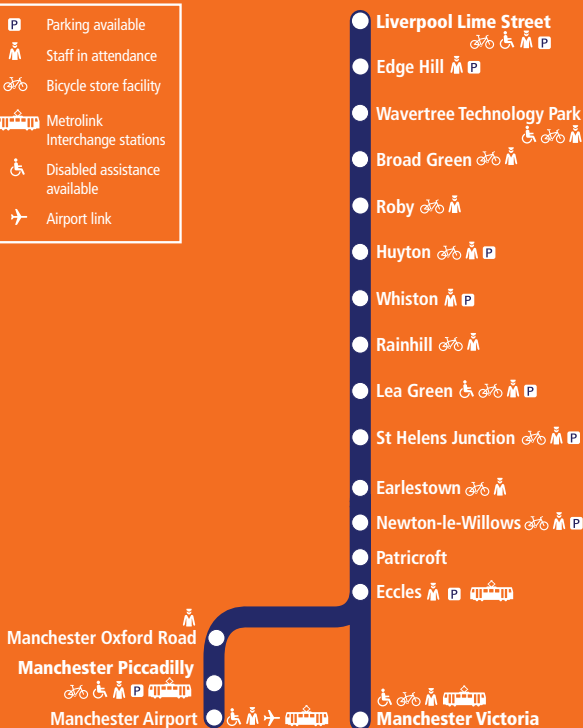 P Parking available
Staff in attendance
Bicycle store facility
Metrolink
Interchange stations
Disabled assistance
available
Airport link
Liverpool Lime Street
P
Edge Hill P
Wavertree Technology Park
Broad Green
Roby
Huyton P
Whiston P
Rainhill
Lea Green P
St Helens Junction P
Earlestown
Newton-le-Willows P
Patricroft
Eccles P
Manchester Oxford Road
Manchester Piccadilly
P
Manchester Airport
Manchester Victoria